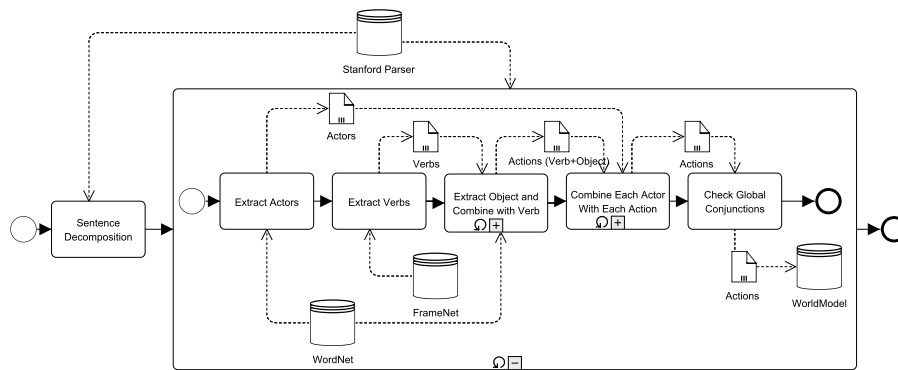 Stanford Parser
Actors
Verbs
Actions (Verb+Object)
Actions
Sentence
Decomposition
Extract Actors
Extract Verbs
Extract Object and
Combine with Verb
Combine Each Actor
With Each Action
Check Global
Conjunctions
FrameNet
Actions
WorldModel
WordNet